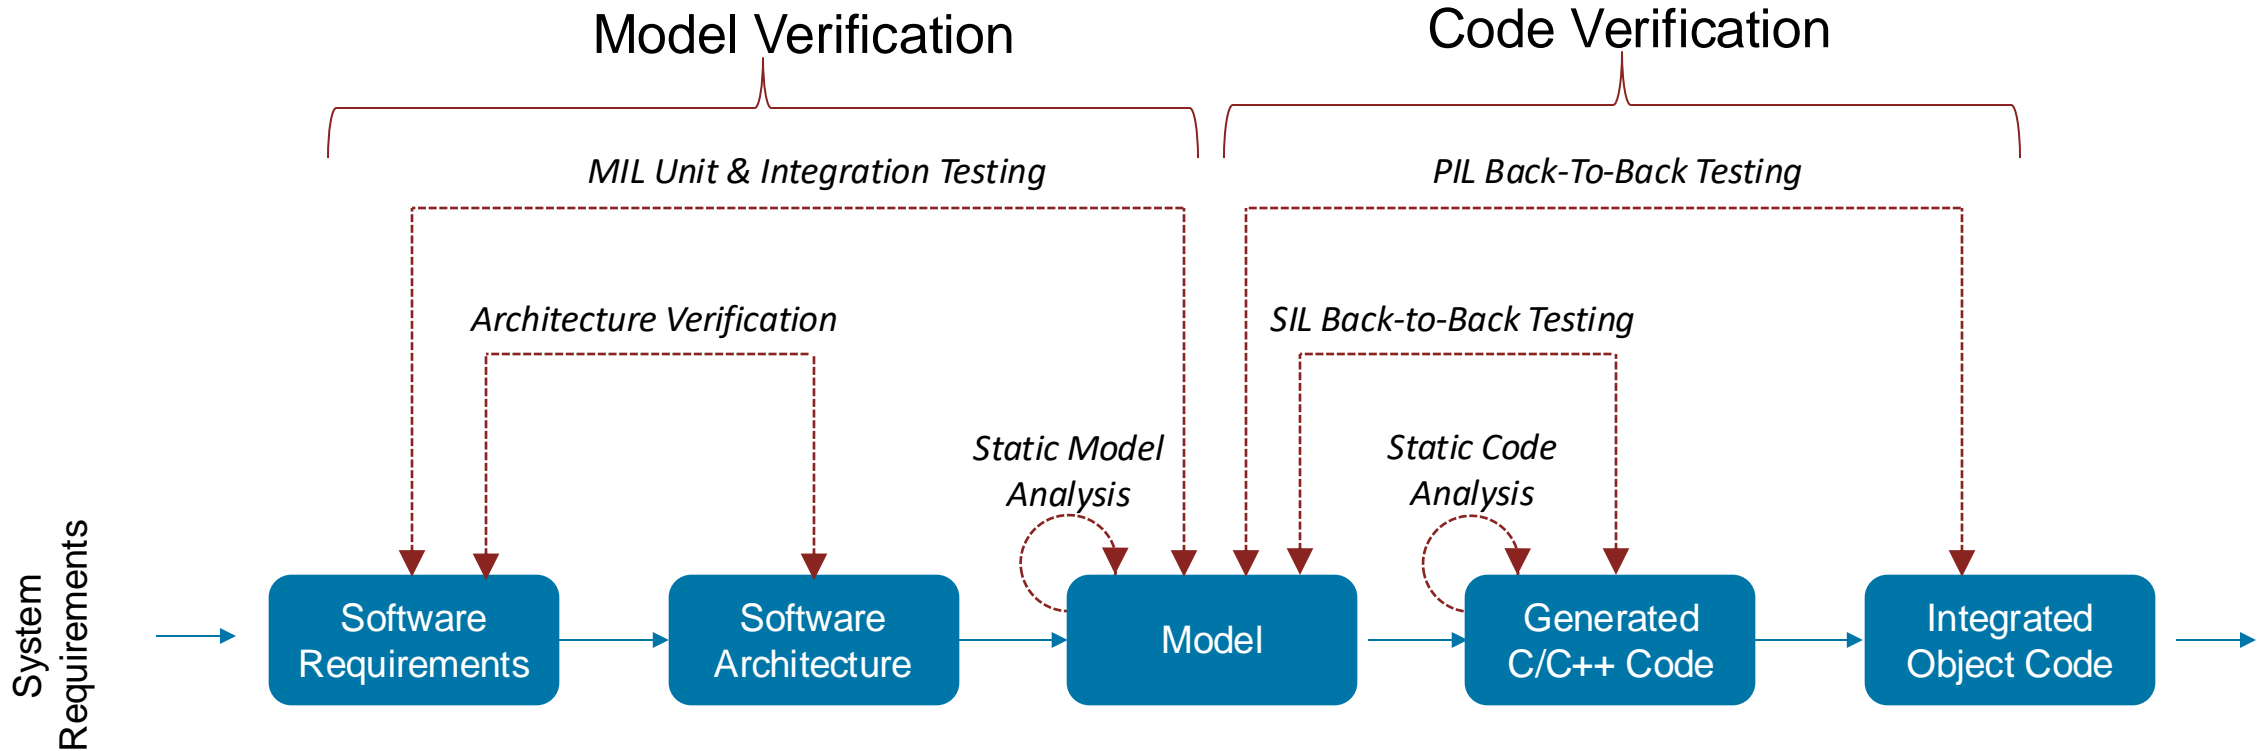 Model Verification
Code Verification
MIL Unit & Integration Testing
PIL Back-To-Back Testing
Architecture Verification
SIL Back-to-Back Testing
Static Model
Analysis
Static Code
Analysis
System
Requirements
Software
Requirements
Software
Architecture
Model
Generated
C/C++ Code
Integrated
Object Code